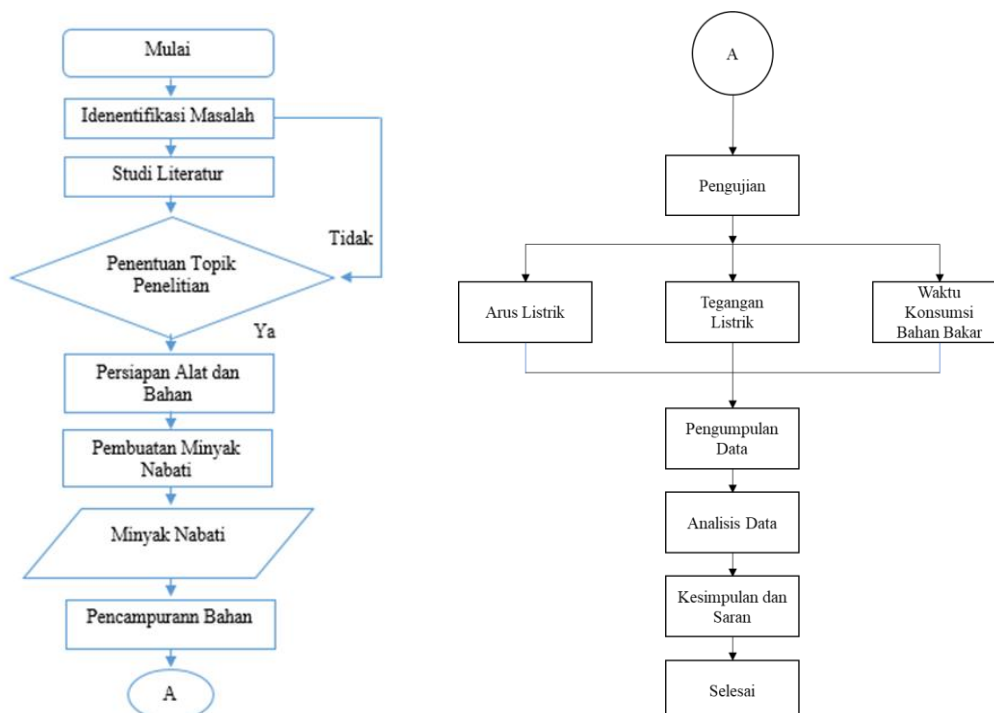 Mulai
Idenentifikasi Masalah
Studi Literatur
Tidak
Penentuan Topik
Penelitian
Ya
Persiapan Alat dan
Bahan
Pembuatan Minyak
Nabati
Minyak Nabati
Pencampurann Bahan
A
A
Pengujian
Arus Listrik
Tegangan
Listrik
Waktu
Konsumsi
Bahan Bakar
Pengumpulan
Data
Analisis Data
Kesimpulan dan
Saran
Selesai